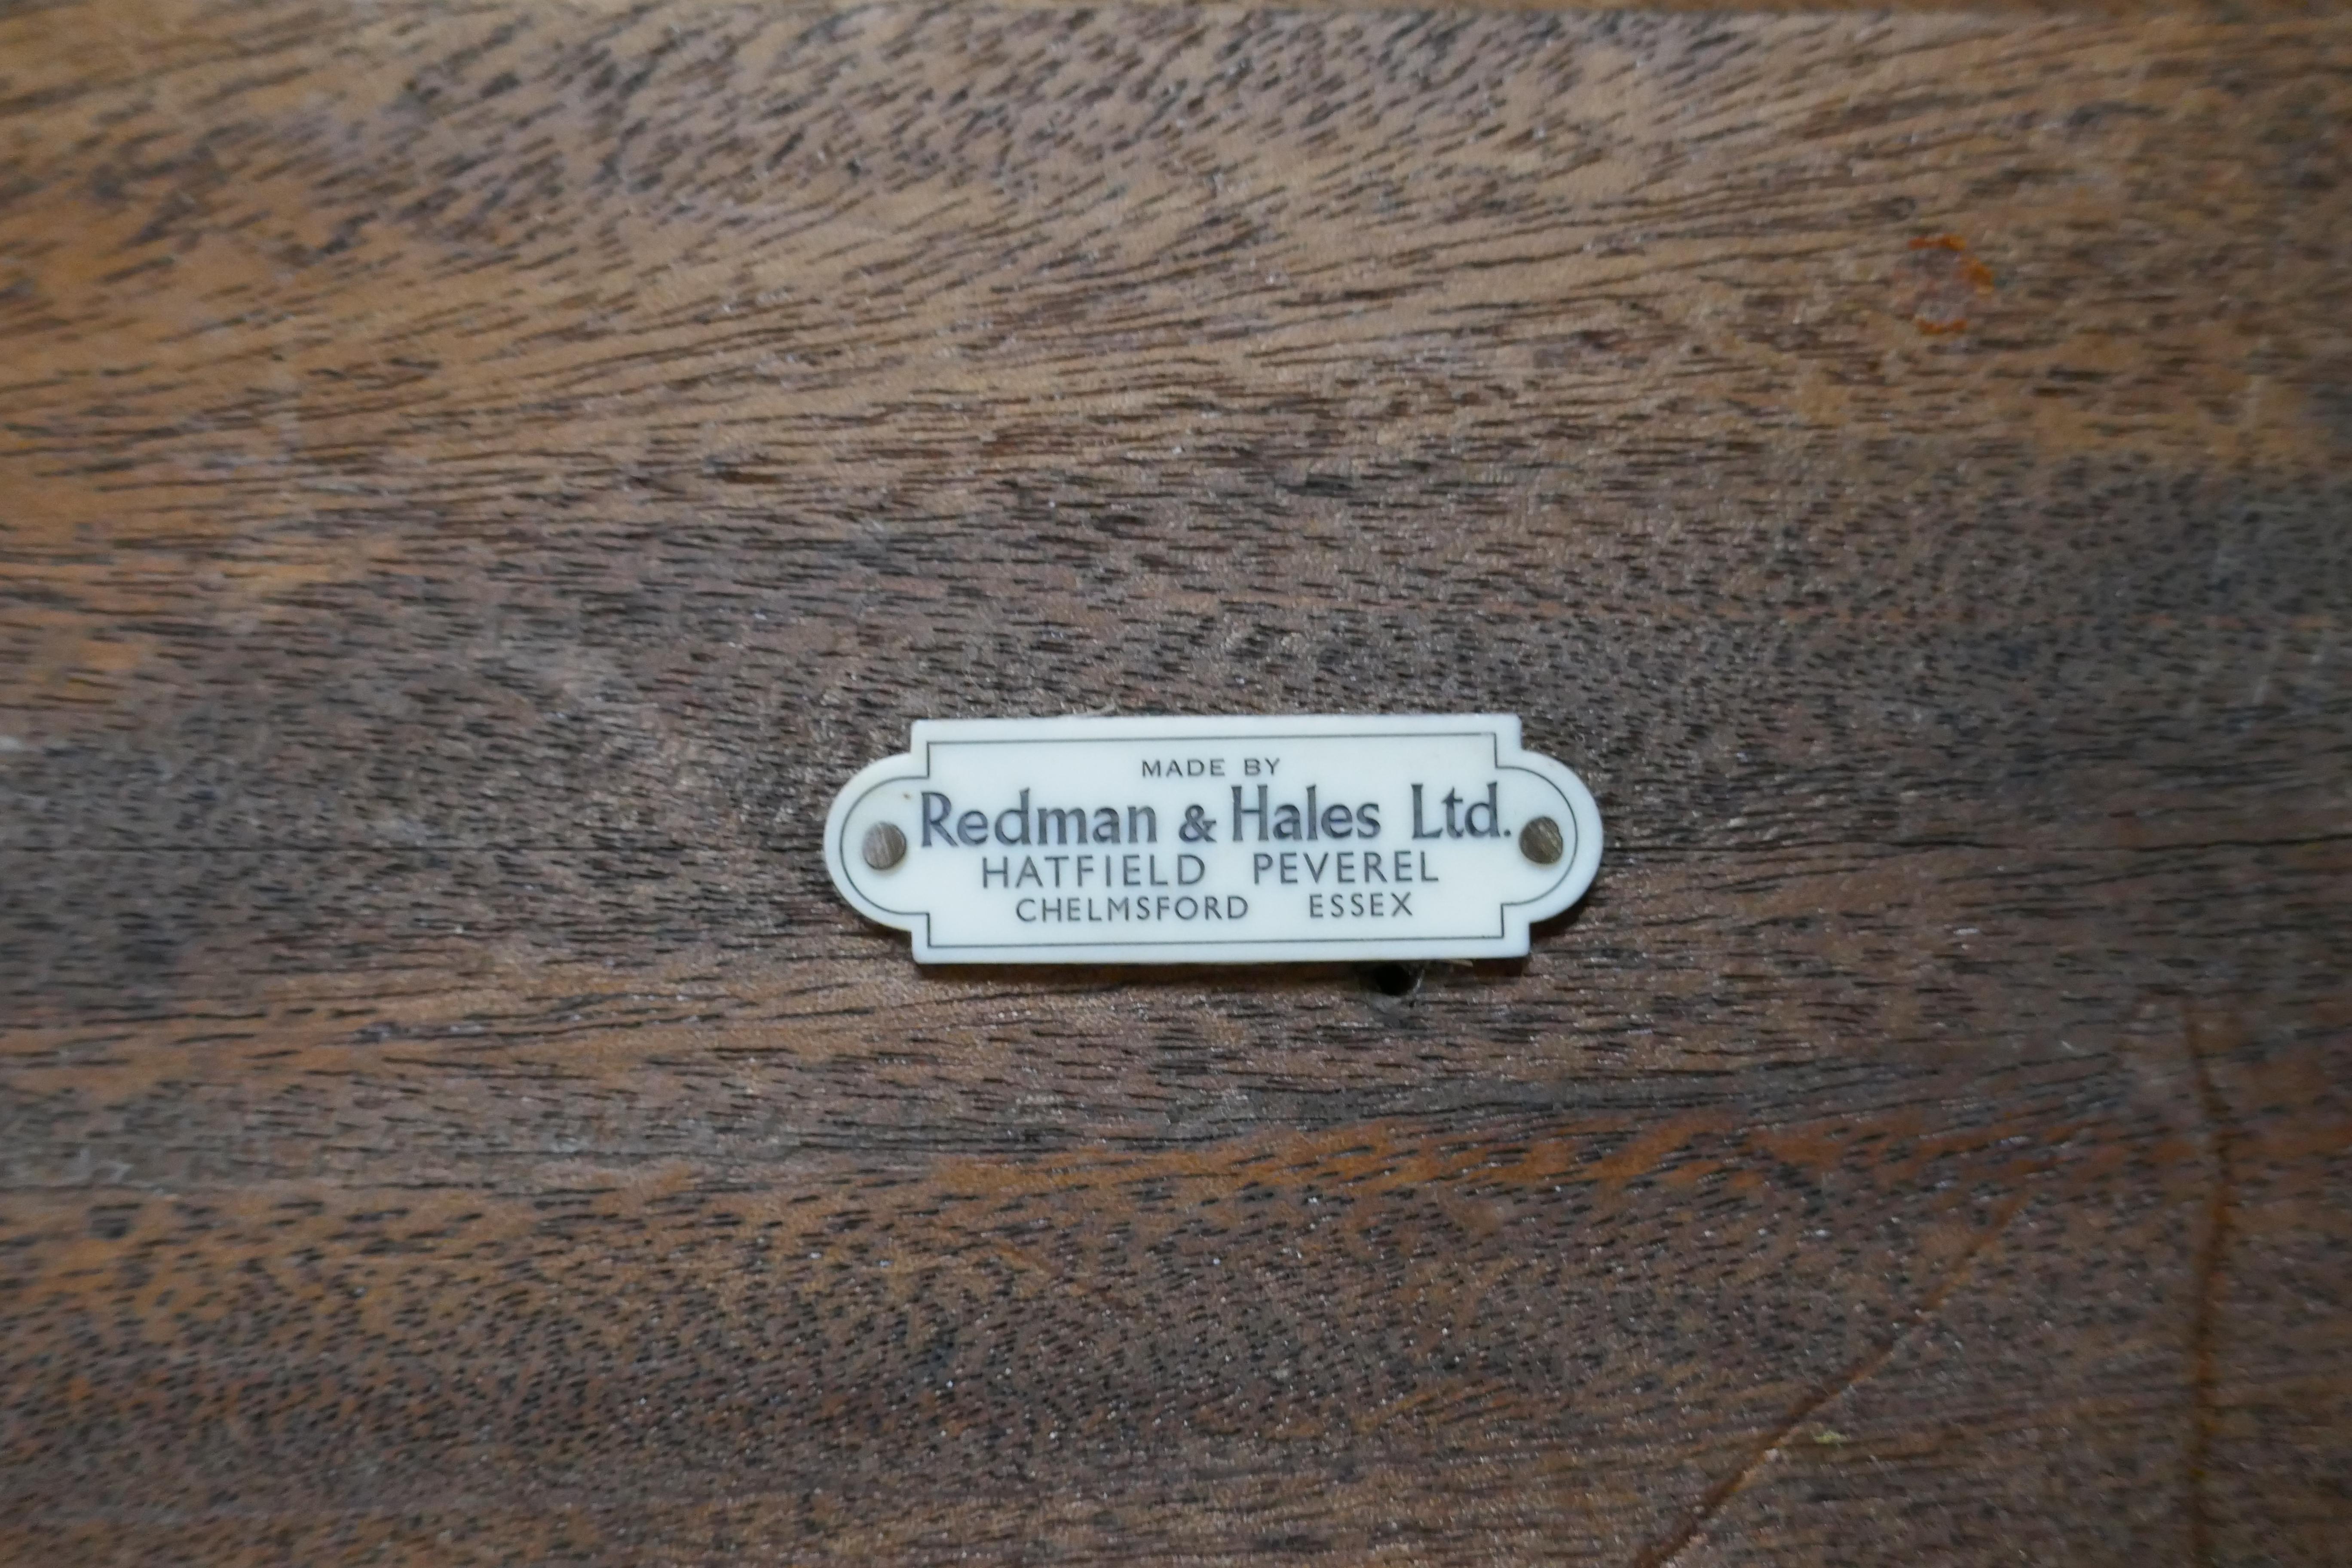 MADE BY
Redman & Hales Ltd.
HATFIELD PEVEREL
CHELMSFORD ESSEX